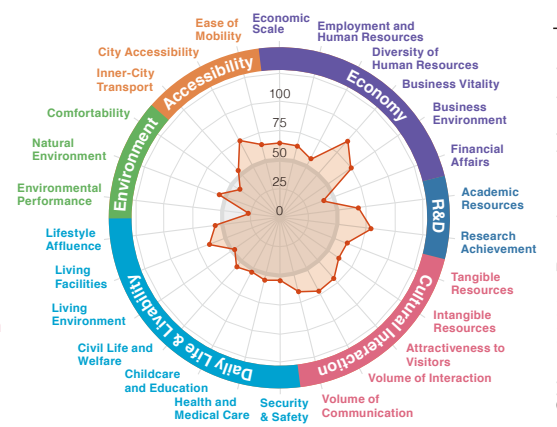 Economic
Scale
Employment and
Human Resources
Diversity of
Human Resources
Business Vitality
Business
Environment
Financial
Affairs
Academic
Resources
Research
Achievement
Tangible
Resources
Intangible
Resources
Attractiveness to
Visitors
Volume of Interaction
Volume of
Communication
Security
& Safety
Health and
Medical Care
Childcare
and Education
Civil Life and
Welfare
Living
Environment
Living
Facilities
Lifestyle
Affluence
Environmental
Performance
Natural
Environment
Comfortability
Inner-City
Transport
City Accessibility
Ease of
Mobility
Economy
R&D
Cultural Interaction
Daily Life & Livability
Environment
Accessibility
100
75
50
25
0